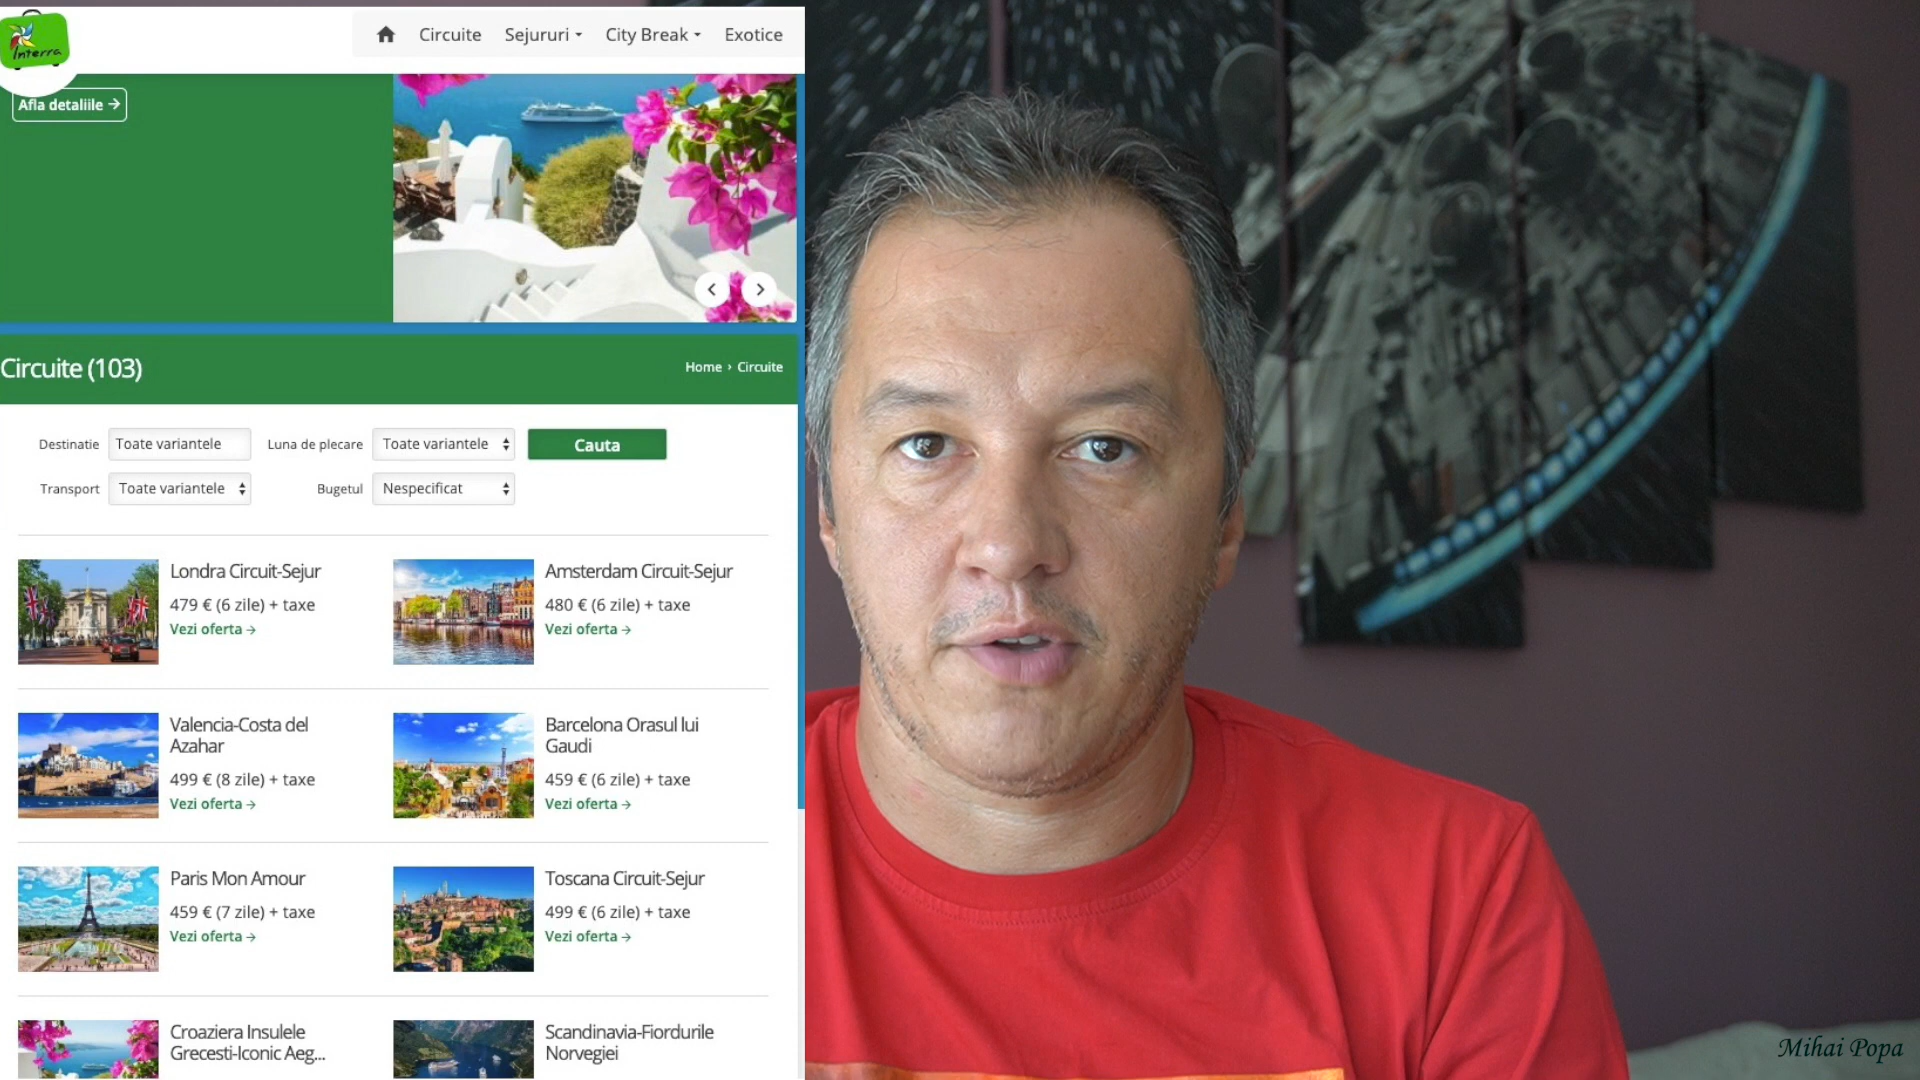 Interra
Circuite
Sejururi
City Break
Exotice
Afla detaliile →
Circuite (103)
Home › Circuite
Destinatie
Toate variantele
Luna de plecare
Toate variantele
Cauta
Transport
Toate variantele
Bugetul
Nespecificat
Londra Circuit-Sejur
479 € (6 zile) + taxe
Vezi oferta →
Amsterdam Circuit-Sejur
480 € (6 zile) + taxe
Vezi oferta →
Valencia-Costa del
Azahar
499 € (8 zile) + taxe
Vezi oferta →
Barcelona Orasul lui
Gaudi
459 € (6 zile) + taxe
Vezi oferta →
Paris Mon Amour
459 € (7 zile) + taxe
Vezi oferta →
Toscana Circuit-Sejur
499 € (6 zile) + taxe
Vezi oferta →
Croaziera Insulele
Grecesti-Iconic Aeg...
Scandinavia-Fiordurile
Norvegiei
Mihai Popa